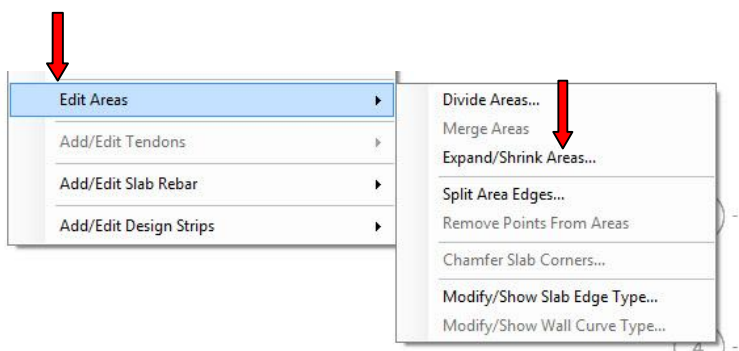 Edit Areas
Add/Edit Tendons
Add/Edit Slab Rebar
Add/Edit Design Strips
Divide Areas...
Merge Areas
Expand/Shrink Areas...
Split Area Edges...
Remove Points From Areas
Chamfer Slab Corners...
Modify/Show Slab Edge Type...
Modify/Show Wall Curve Type...
4